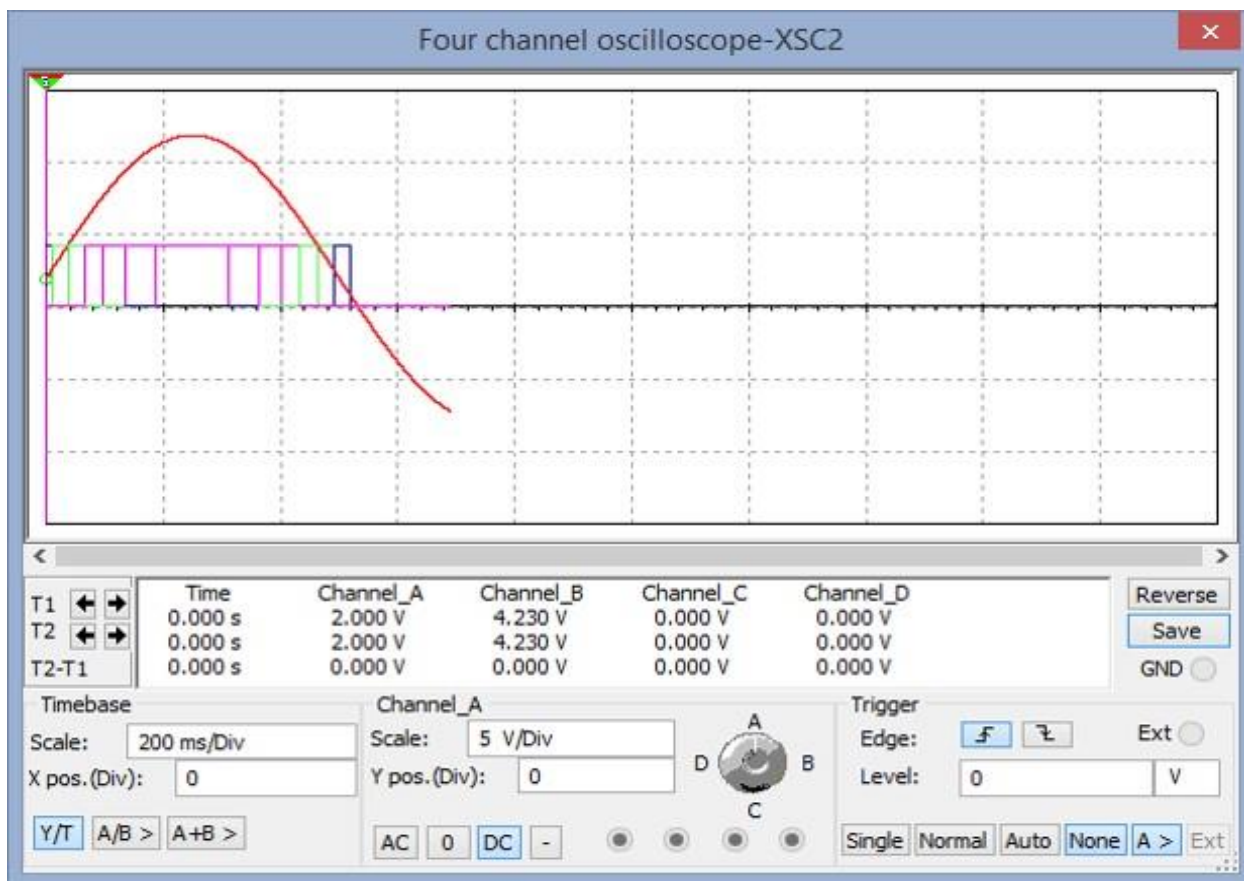 Four channel oscilloscope-XSC2
T1
T2
T2-T1
Time Channel_A Channel_B Channel_C Channel_D
0.000 s 2.000 V 4.230 V 0.000 V 0.000 V
0.000 s 2.000 V 4.230 V 0.000 V 0.000 V
0.000 s 0.000 V 0.000 V 0.000 V 0.000 V
Reverse
Save
GND
Timebase
Scale: 200 ms/Div
X pos.(Div): 0
Y/T A/B > A+B >
Channel_A
Scale: 5 V/Div
Y pos.(Div): 0
AC 0 DC -
A
D B
C
Trigger
Edge: Ext
Level: 0 V
Single Normal Auto None A > Ext